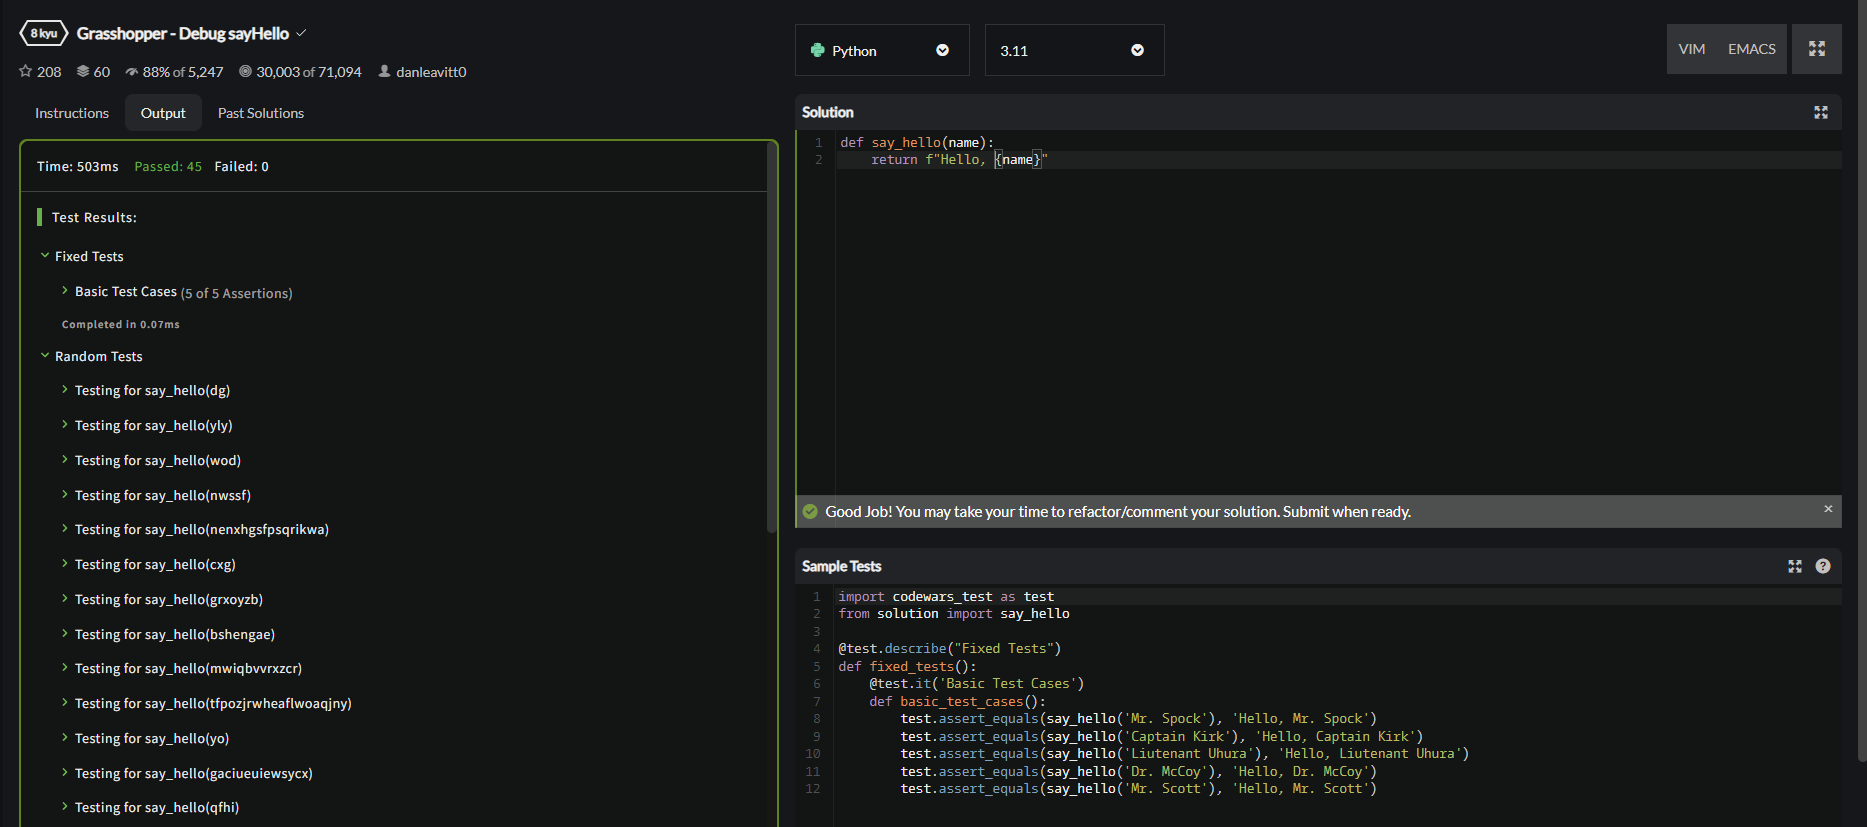 8 kyu Grasshopper - Debug sayHello
208 60 88% of 5,247 30,003 of 71,094 danleavitt0
Instructions Output Past Solutions
Time: 503ms Passed: 45 Failed: 0
Test Results:
Fixed Tests
Basic Test Cases (5 of 5 Assertions)
Completed in 0.07ms
Random Tests
Testing for say_hello(dg)
Testing for say_hello(yly)
Testing for say_hello(wod)
Testing for say_hello(nwssf)
Testing for say_hello(nenxhgsfpsqrikwa)
Testing for say_hello(cxg)
Testing for say_hello(grxoyzb)
Testing for say_hello(bshengae)
Testing for say_hello(mwiqbvvrxzcr)
Testing for say_hello(tfpozjrwheaflwoaqjny)
Testing for say_hello(yo)
Testing for say_hello(gaciueuiewsycx)
Testing for say_hello(qfhi)
Python 3.11 VIM EMACS
Solution
1 def say_hello(name):
2     return f"Hello, {name}"
Good Job! You may take your time to refactor/comment your solution. Submit when ready. ×
Sample Tests ?
1 import codewars_test as test
2 from solution import say_hello
3
4 @test.describe("Fixed Tests")
5 def fixed_tests():
6     @test.it('Basic Test Cases')
7     def basic_test_cases():
8         test.assert_equals(say_hello('Mr. Spock'), 'Hello, Mr. Spock')
9         test.assert_equals(say_hello('Captain Kirk'), 'Hello, Captain Kirk')
10         test.assert_equals(say_hello('Liutenant Uhura'), 'Hello, Liutenant Uhura')
11         test.assert_equals(say_hello('Dr. McCoy'), 'Hello, Dr. McCoy')
12         test.assert_equals(say_hello('Mr. Scott'), 'Hello, Mr. Scott')